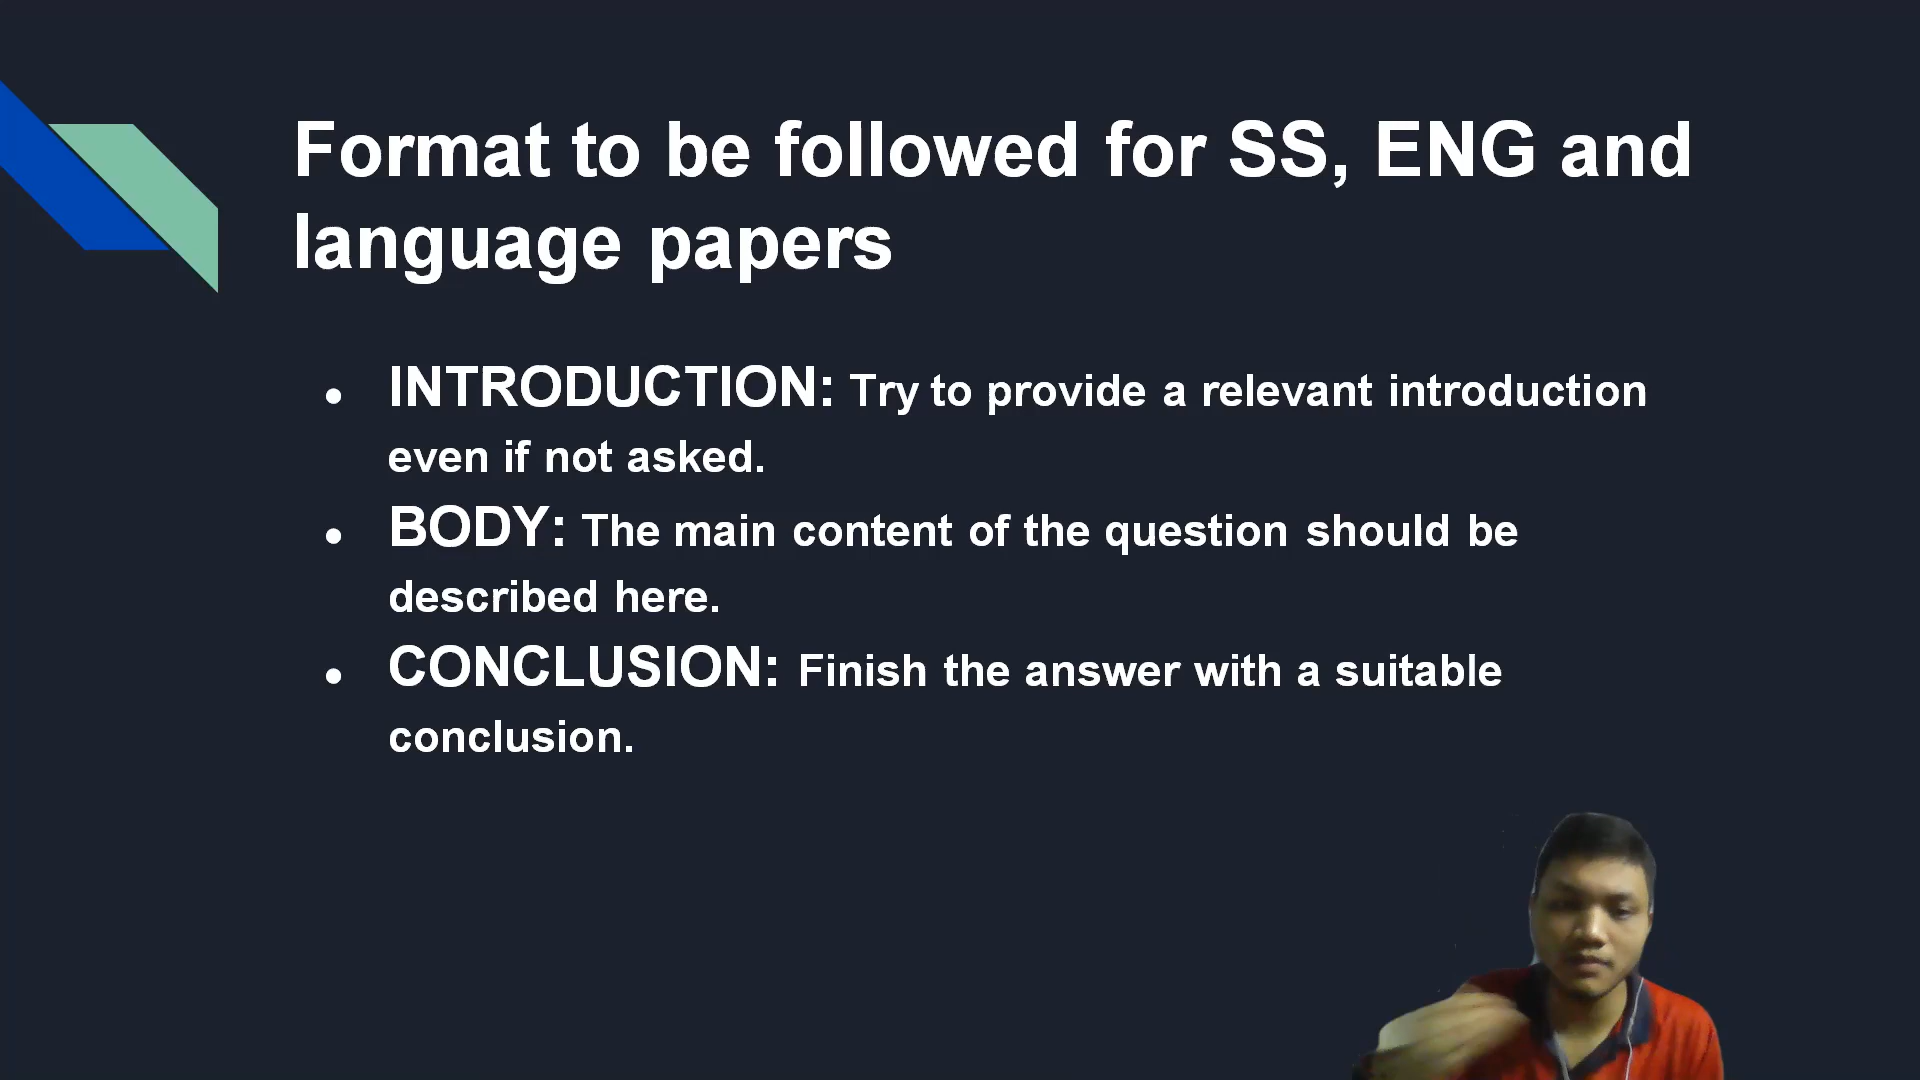 Format to be followed for SS, ENG and
language papers
● INTRODUCTION: Try to provide a relevant introduction
even if not asked.
● BODY: The main content of the question should be
described here.
● CONCLUSION: Finish the answer with a suitable
conclusion.